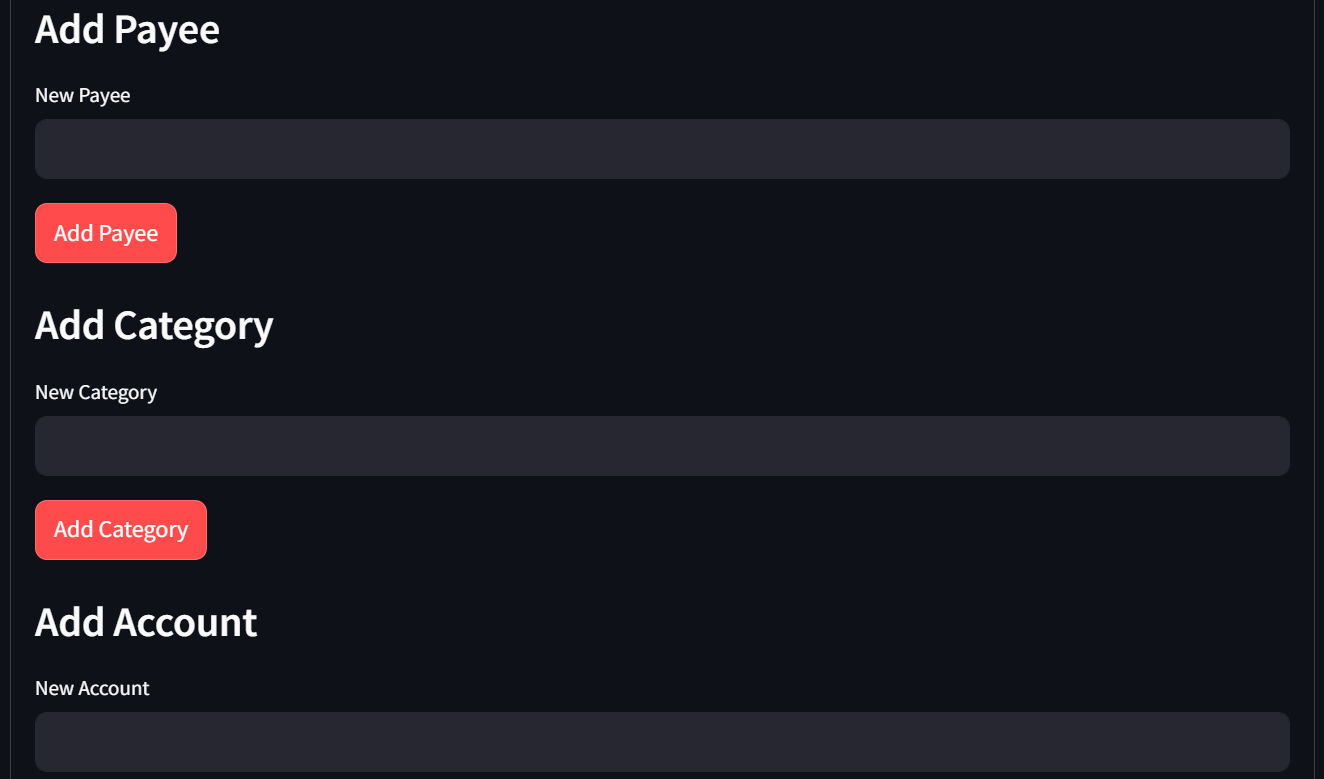 Add Payee
New Payee
Add Payee
Add Category
New Category
Add Category
Add Account
New Account